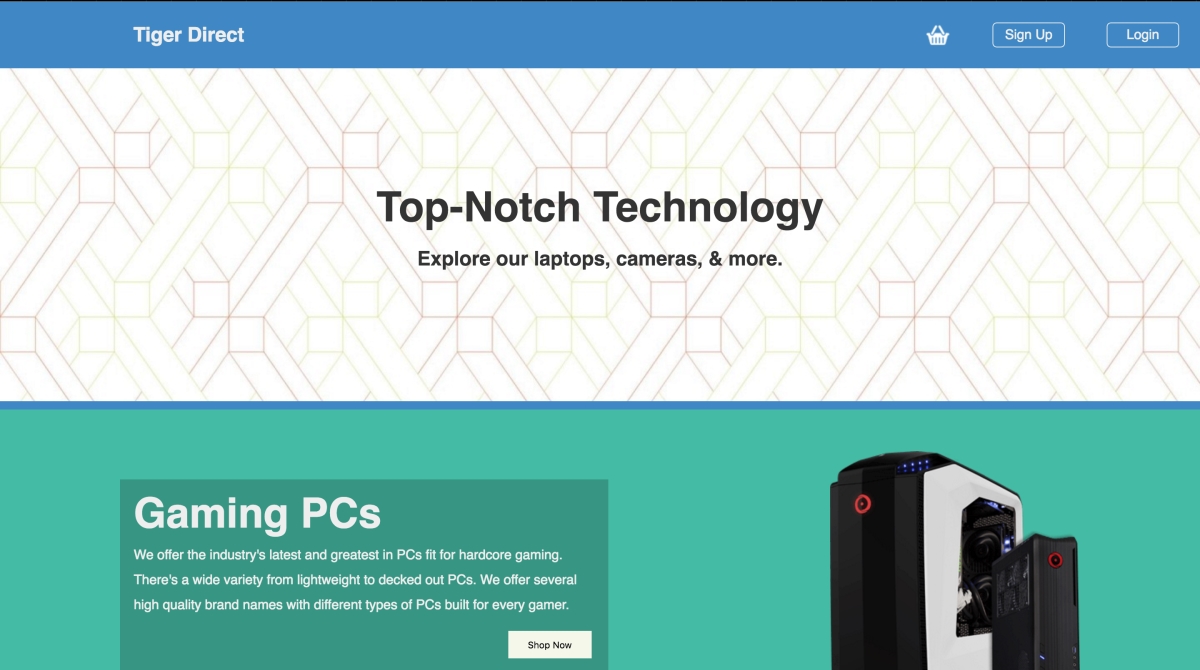 Tiger Direct
Sign Up
Login
Top-Notch Technology
Explore our laptops, cameras, & more.
Gaming PCs
We offer the industry's latest and greatest in PCs fit for hardcore gaming.
There's a wide variety from lightweight to decked out PCs. We offer several
high quality brand names with different types of PCs built for every gamer.
Shop Now